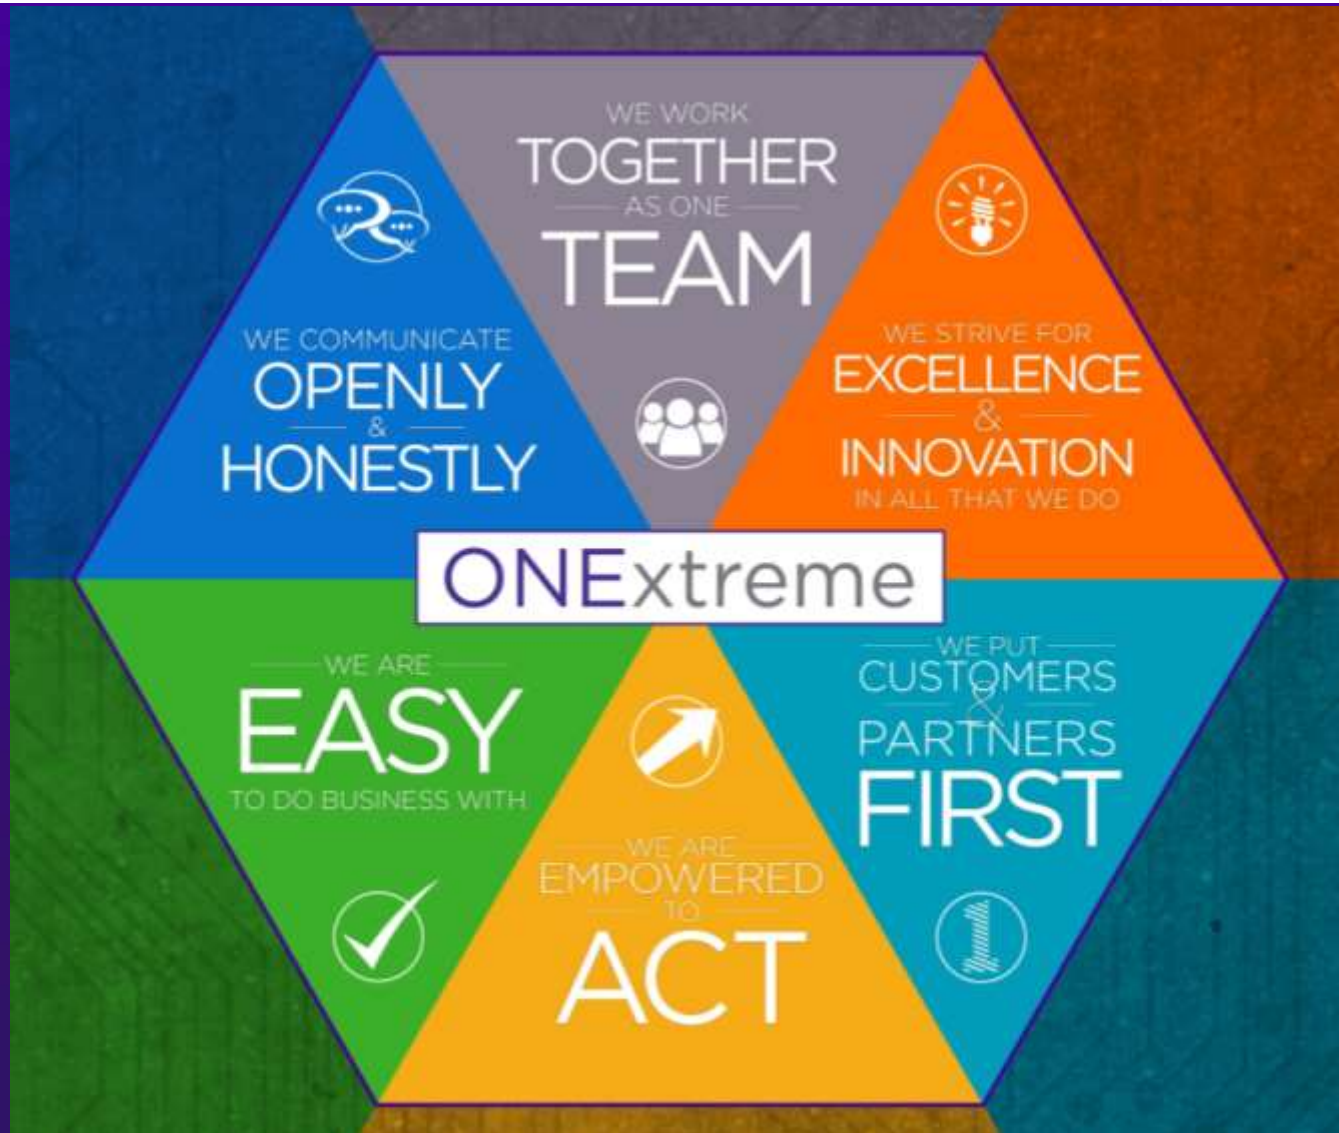 WE WORK
TOGETHER
AS ONE
TEAM
WE COMMUNICATE
OPENLY
&
HONESTLY
WE STRIVE FOR
EXCELLENCE
&
INNOVATION
IN ALL THAT WE DO
ONExtreme
WE ARE
EASY
TO DO BUSINESS WITH
WE ARE
EMPOWERED
TO
ACT
WE PUT
CUSTOMERS
&
PARTNERS
FIRST
1